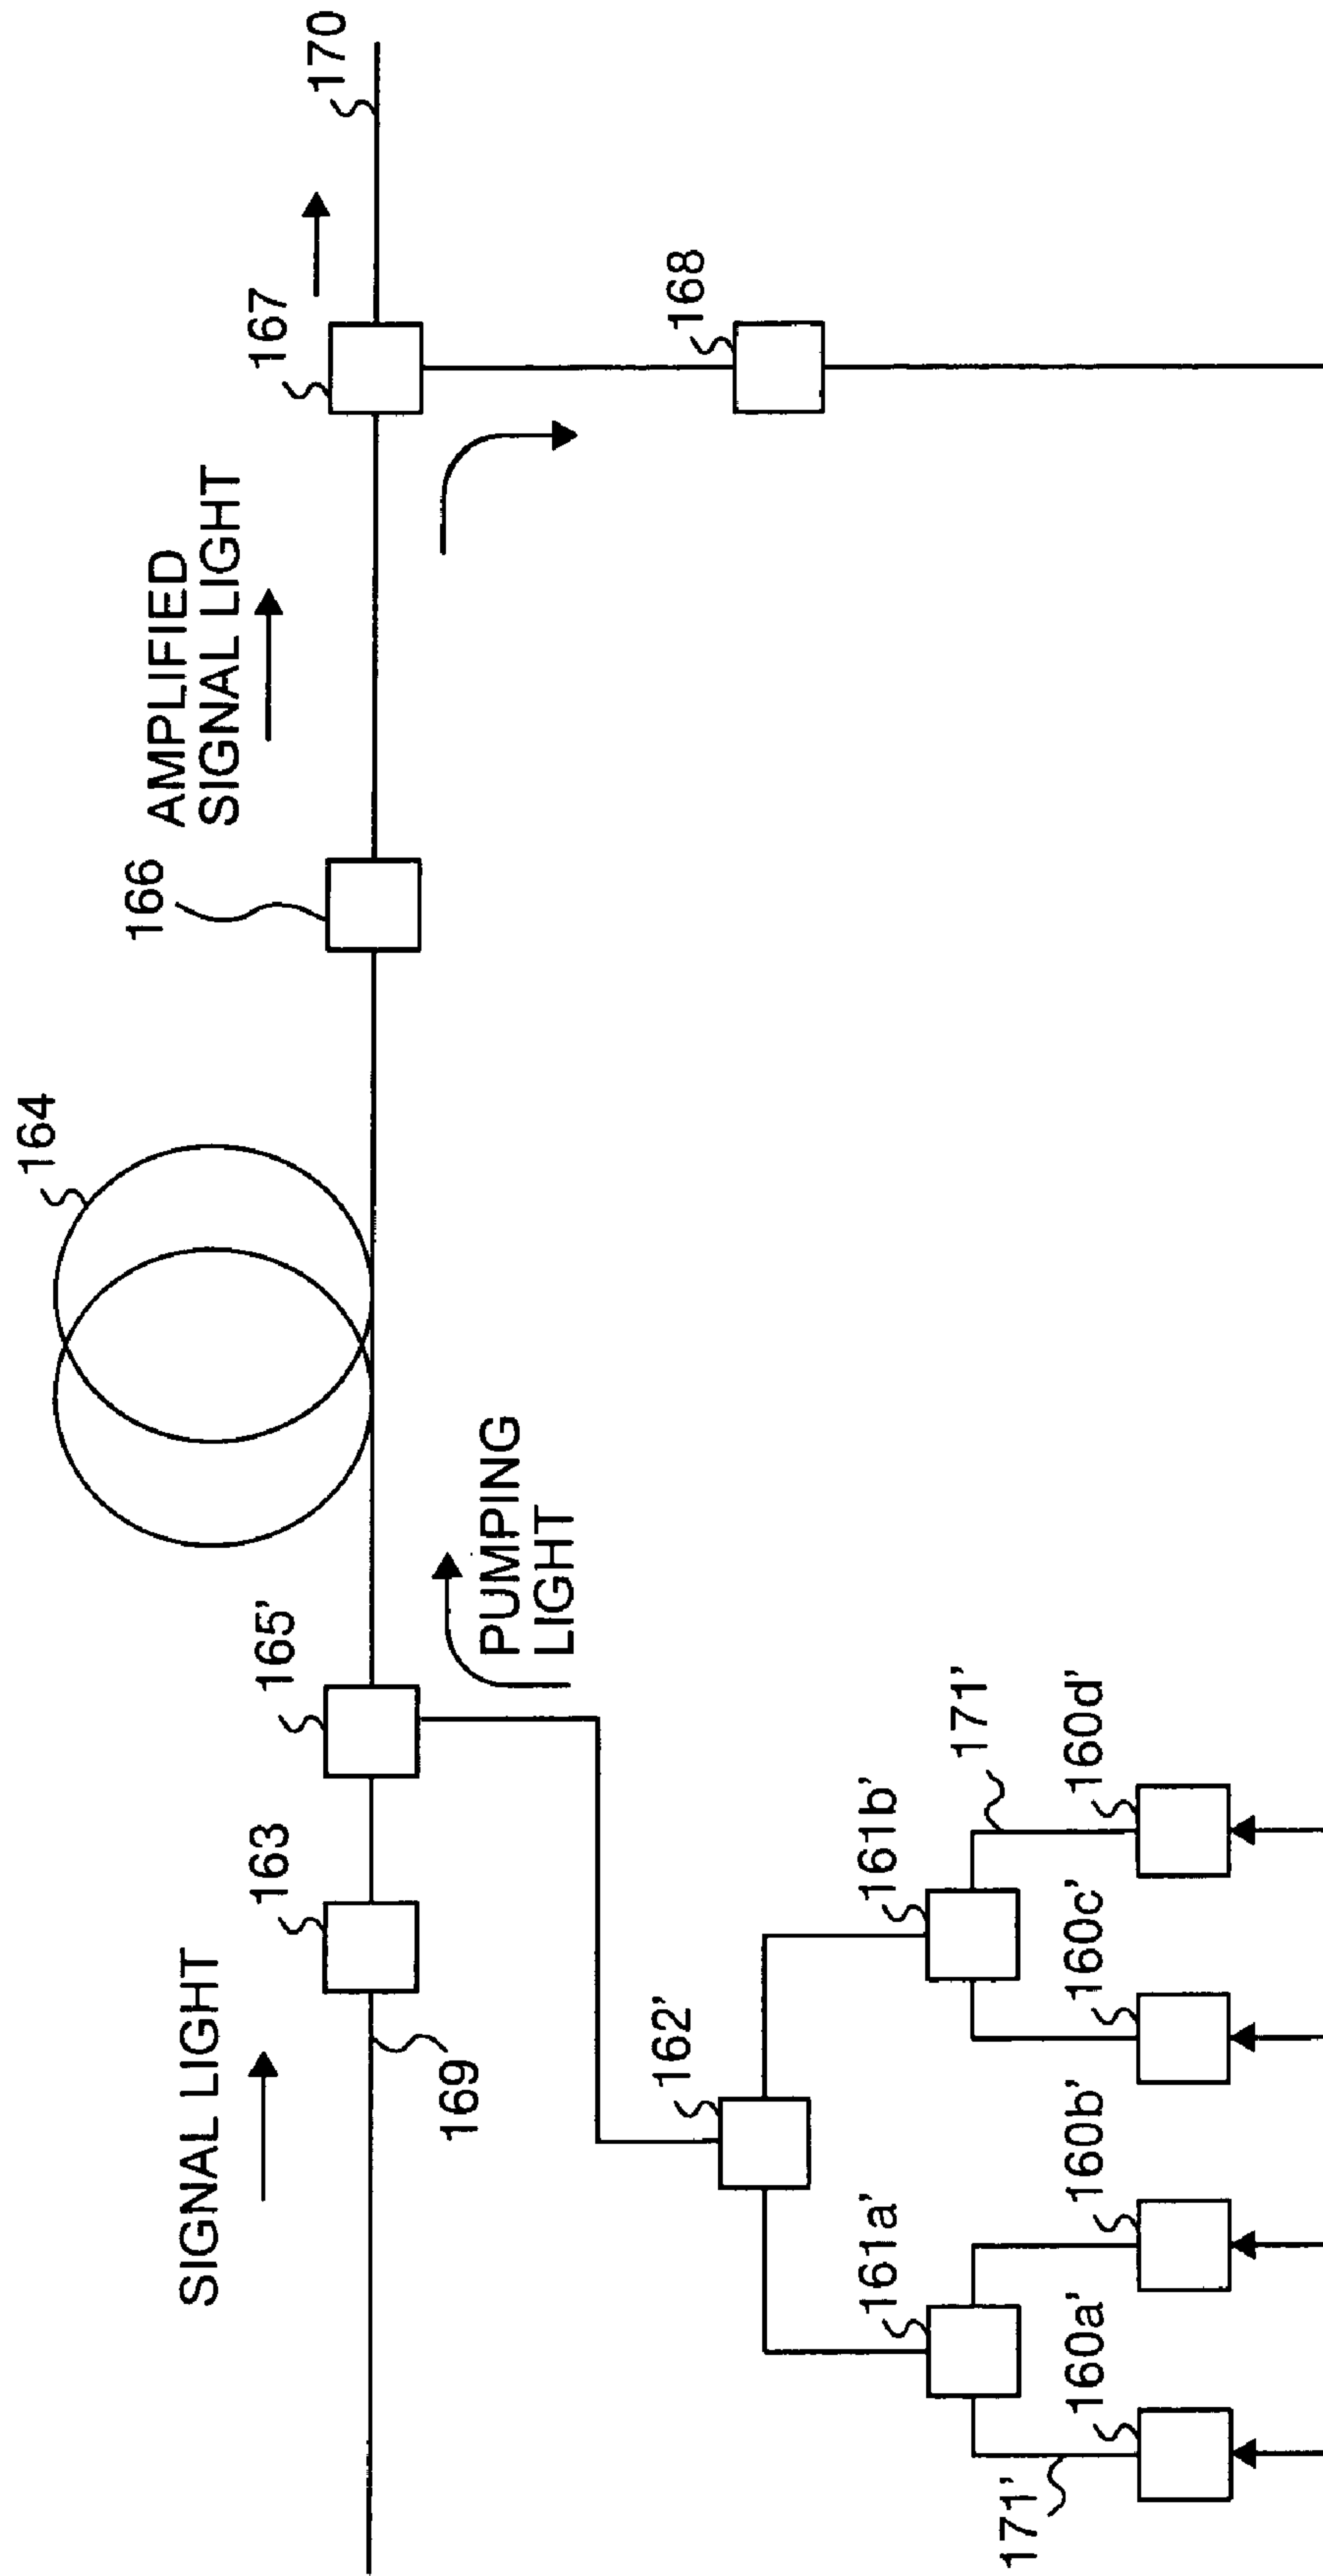 164
166
AMPLIFIED
SIGNAL LIGHT
167
170
SIGNAL LIGHT
163
165'
169
PUMPING
LIGHT
168
162'
161a'
161b'
171'
171'
160a'
160b'
160c'
160d'